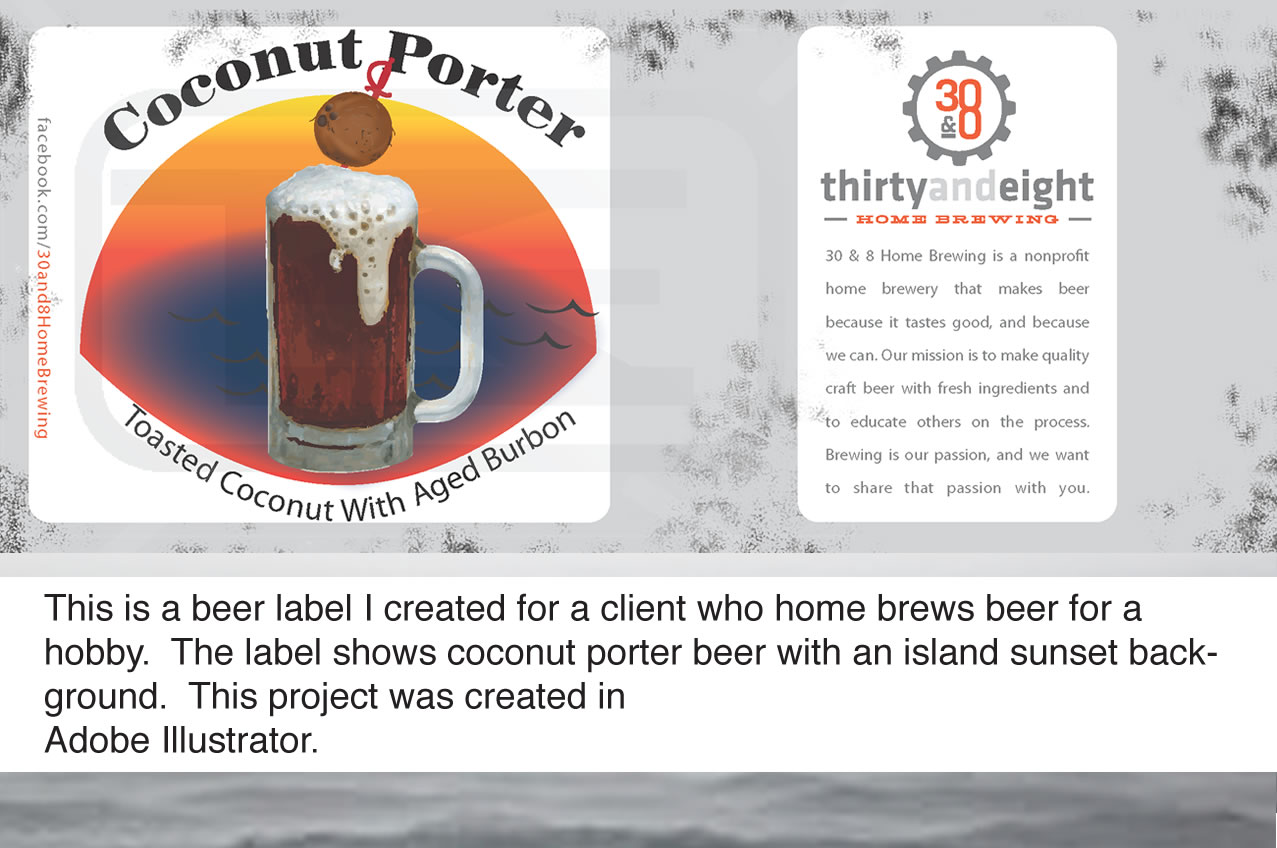 Coconut Porter
facebook.com/30and8HomeBrewing
Toasted Coconut With Aged Burbon
30
&8
thirtyandeight
HOME BREWING
30 & 8 Home Brewing is a nonprofit
home brewery that makes beer
because it tastes good, and because
we can. Our mission is to make quality
craft beer with fresh ingredients and
to educate others on the process.
Brewing is our passion, and we want
to share that passion with you.
This is a beer label I created for a client who home brews beer for a
hobby.  The label shows coconut porter beer with an island sunset back-
ground.  This project was created in
Adobe Illustrator.